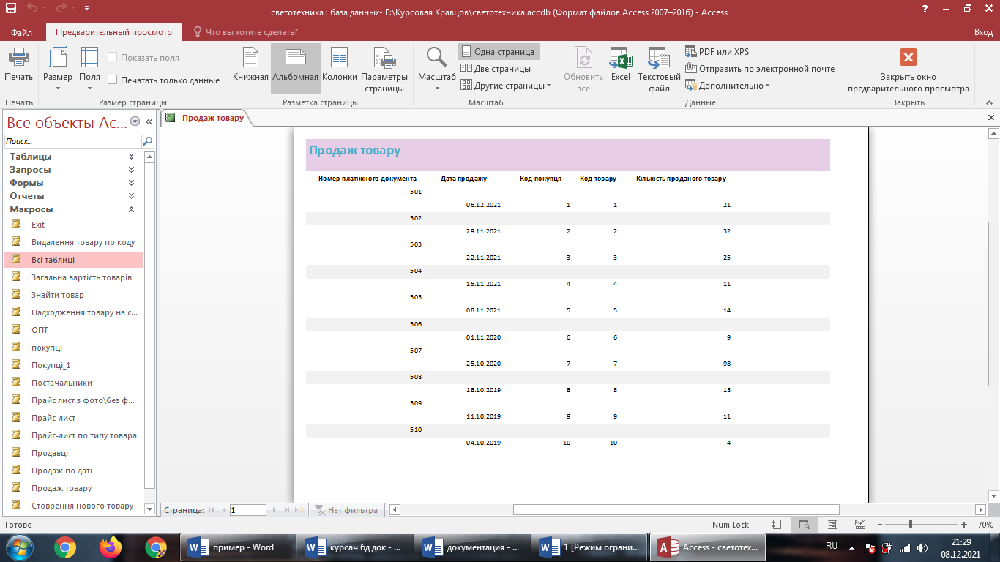 светотехника : база данных- F:\Курсовая Кравцов\светотехника.accdb (Формат файлов Access 2007–2016) - Access
Файл Предварительный просмотр Что вы хотите сделать? Вход
Показать поля
Печатать только данные
Печать Размер Поля Книжная Альбомная Колонки Параметры страницы Масштаб
Одна страница
Две страницы
Другие страницы
Обновить все Excel Текстовый файл
PDF или XPS
Отправить по электронной почте
Дополнительно
Закрыть окно предварительного просмотра
Печать Размер страницы Разметка страницы Масштаб Данные Закрыть
Все объекты Ac...
Поиск...
Таблицы
Запросы
Формы
Отчеты
Макросы
Exit
Видалення товару по коду
Всі таблиці
Загальна вартість товарів
Знайти товар
Надходження товару на с...
ОПТ
покупці
Покупці_1
Постачальники
Прайс лист з фото\без ф...
Прайс-лист
Прайс-лист по типу товара
Продавці
Продаж по даті
Продаж товару
Стоврення нового товару
Продаж товару
Продаж товару
Номер платіжного документа Дата продажу Код покупця Код товару Кількість проданого товару
501
06.12.2021 1 1 21
502
29.11.2021 2 2 32
503
22.11.2021 3 3 25
504
15.11.2021 4 4 11
505
08.11.2021 5 5 14
506
01.11.2020 6 6 9
507
25.10.2020 7 7 98
508
18.10.2019 8 8 18
509
11.10.2019 9 9 11
510
04.10.2019 10 10 4
Страница: 1 Нет фильтра
Готово Num Lock 70%
пример - Word курсач бд док - ... документация - ... 1 [Режим ограни... Access - светотех... RU 21:29
08.12.2021